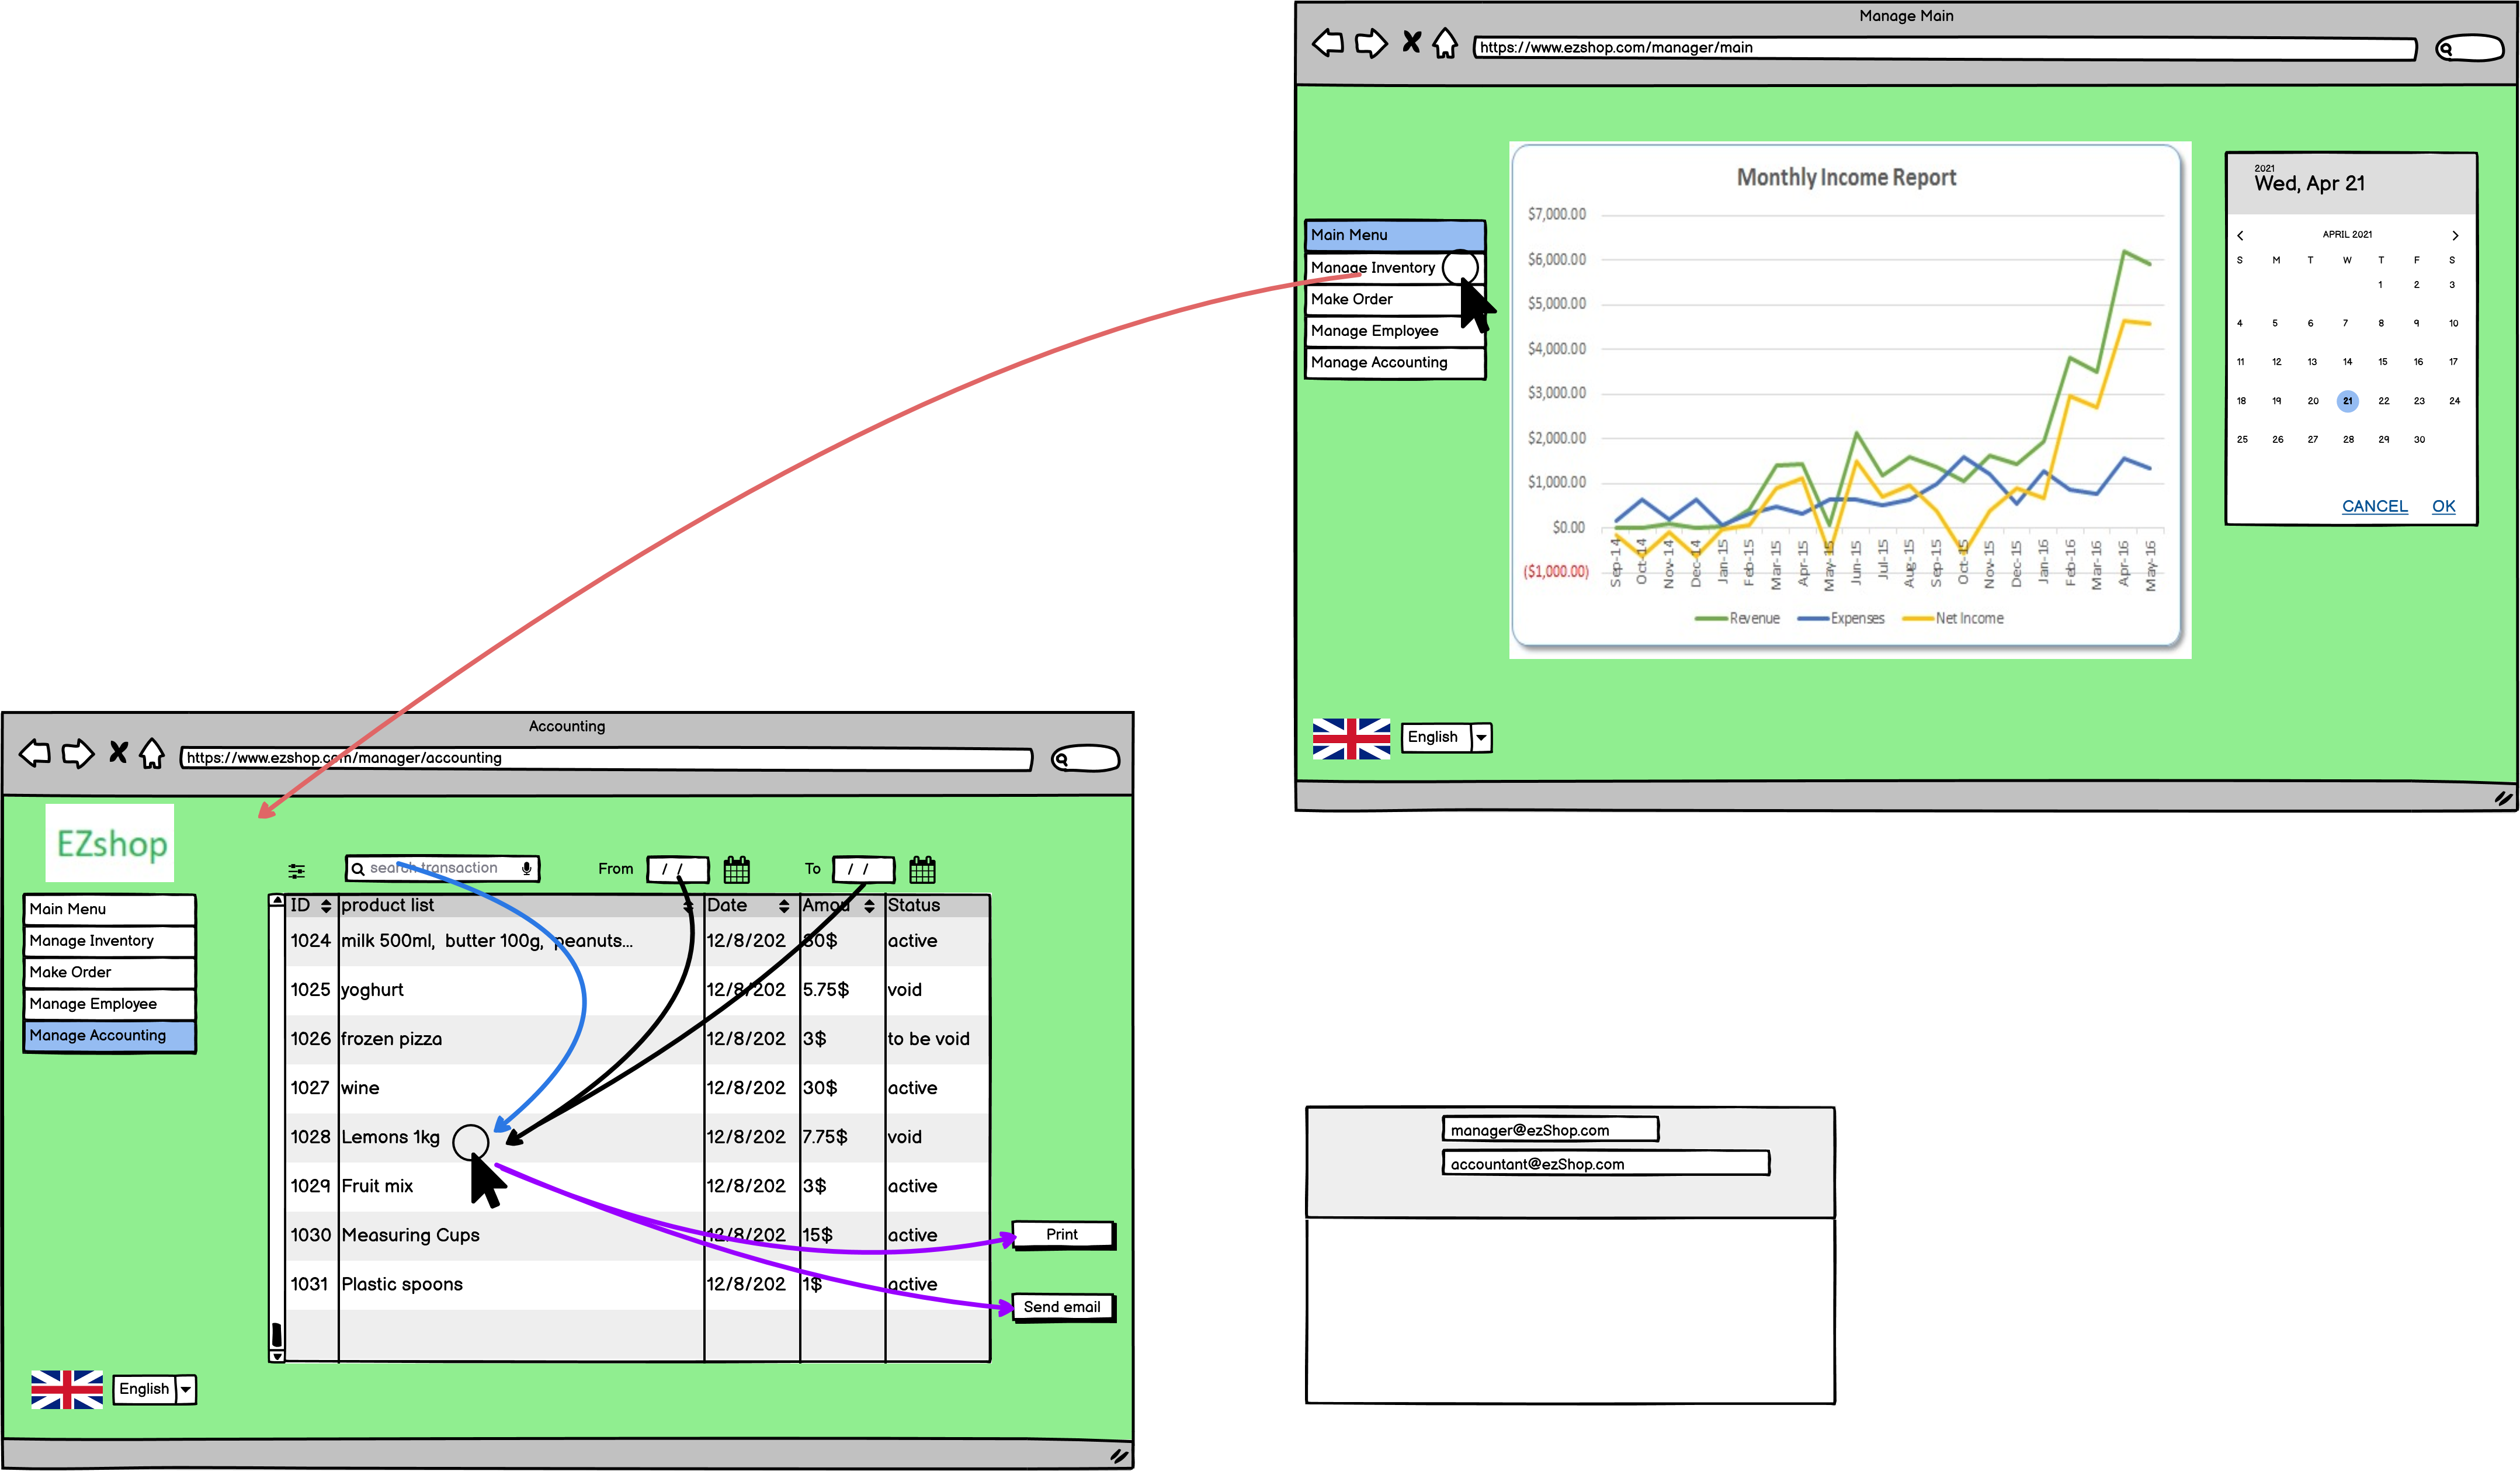 Manage Main
https://www.ezshop.com/manager/main
Monthly Income Report
$7,000.00
$6,000.00
$5,000.00
$4,000.00
$3,000.00
$2,000.00
$1,000.00
$0.00
($1,000.00)
Sep-14 Oct-14 Nov-14 Dec-14 Jan-15 Feb-15 Mar-15 Apr-15 May-15 Jun-15 Jul-15 Aug-15 Sep-15 Oct-15 Nov-15 Dec-15 Jan-16 Feb-16 Mar-16 Apr-16 May-16
Revenue Expenses Net Income
Main Menu
Manage Inventory
Make Order
Manage Employee
Manage Accounting
2021
Wed, Apr 21
APRIL 2021
S M T W T F S
1 2 3
4 5 6 7 8 9 10
11 12 13 14 15 16 17
18 19 20 21 22 23 24
25 26 27 28 29 30
CANCEL OK
English
Accounting
https://www.ezshop.com/manager/accounting
EZshop
search transaction From / / To / /
Main Menu
Manage Inventory
Make Order
Manage Employee
Manage Accounting
ID product list Date Amou Status
1024 milk 500ml, butter 100g, peanuts... 12/8/202 80$ active
1025 yoghurt 12/8/202 5.75$ void
1026 frozen pizza 12/8/202 3$ to be void
1027 wine 12/8/202 30$ active
1028 Lemons 1kg 12/8/202 7.75$ void
1029 Fruit mix 12/8/202 3$ active
1030 Measuring Cups 12/8/202 15$ active
1031 Plastic spoons 12/8/202 1$ active
Print
Send email
English
manager@ezShop.com
accountant@ezShop.com